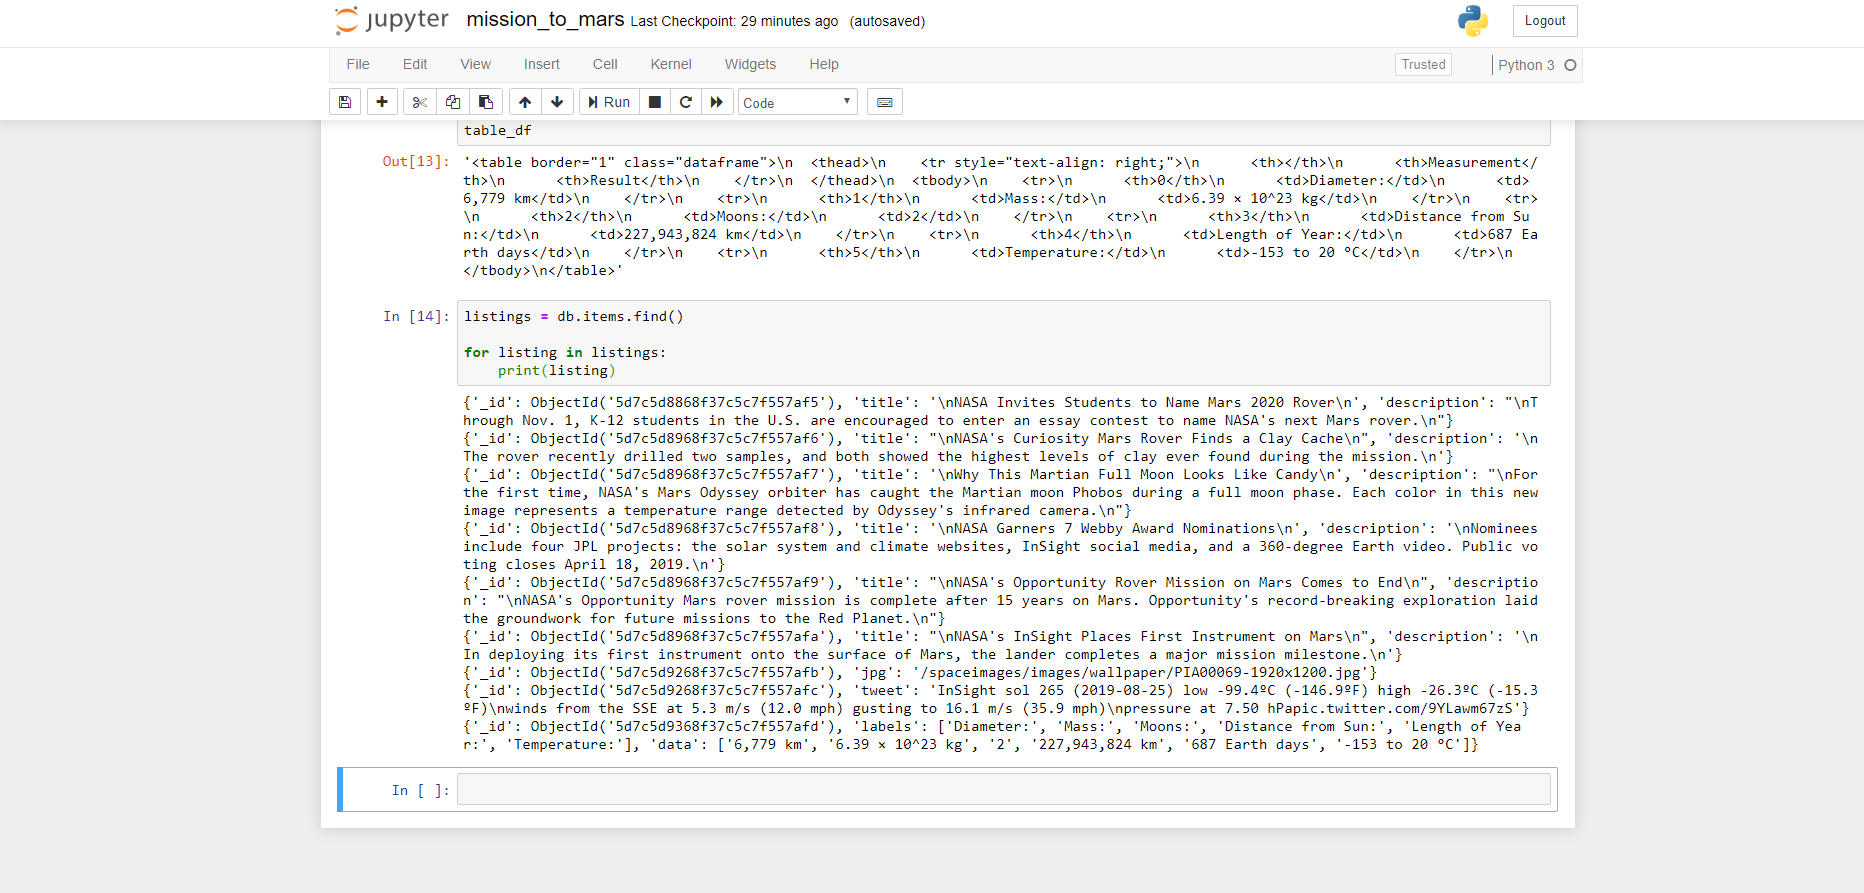 jupyter mission_to_mars Last Checkpoint: 29 minutes ago (autosaved) Logout
File Edit View Insert Cell Kernel Widgets Help Trusted Python 3
Run Code
table_df
Out[13]: '<table border="1" class="dataframe">\n  <thead>\n    <tr style="text-align: right;">\n      <th></th>\n      <th>Measurement</
th>\n      <th>Result</th>\n    </tr>\n  </thead>\n  <tbody>\n    <tr>\n      <th>0</th>\n      <td>Diameter:</td>\n      <td>
6,779 km</td>\n    </tr>\n    <tr>\n      <th>1</th>\n      <td>Mass:</td>\n      <td>6.39 × 10^23 kg</td>\n    </tr>\n    <tr>
\n      <th>2</th>\n      <td>Moons:</td>\n      <td>2</td>\n    </tr>\n    <tr>\n      <th>3</th>\n      <td>Distance from Su
n:</td>\n      <td>227,943,824 km</td>\n    </tr>\n    <tr>\n      <th>4</th>\n      <td>Length of Year:</td>\n      <td>687 Ea
rth days</td>\n    </tr>\n    <tr>\n      <th>5</th>\n      <td>Temperature:</td>\n      <td>-153 to 20 ºC</td>\n    </tr>\n
</tbody>\n</table>'
In [14]: listings = db.items.find()
for listing in listings:
    print(listing)
{'_id': ObjectId('5d7c5d8868f37c5c7f557af5'), 'title': '\nNASA Invites Students to Name Mars 2020 Rover\n', 'description': "\nT
hrough Nov. 1, K-12 students in the U.S. are encouraged to enter an essay contest to name NASA's next Mars rover.\n"}
{'_id': ObjectId('5d7c5d8968f37c5c7f557af6'), 'title': "\nNASA's Curiosity Mars Rover Finds a Clay Cache\n", 'description': '\n
The rover recently drilled two samples, and both showed the highest levels of clay ever found during the mission.\n'}
{'_id': ObjectId('5d7c5d8968f37c5c7f557af7'), 'title': '\nWhy This Martian Full Moon Looks Like Candy\n', 'description': "\nFor
the first time, NASA's Mars Odyssey orbiter has caught the Martian moon Phobos during a full moon phase. Each color in this new
image represents a temperature range detected by Odyssey's infrared camera.\n"}
{'_id': ObjectId('5d7c5d8968f37c5c7f557af8'), 'title': '\nNASA Garners 7 Webby Award Nominations\n', 'description': '\nNominees
include four JPL projects: the solar system and climate websites, InSight social media, and a 360-degree Earth video. Public vo
ting closes April 18, 2019.\n'}
{'_id': ObjectId('5d7c5d8968f37c5c7f557af9'), 'title': "\nNASA's Opportunity Rover Mission on Mars Comes to End\n", 'descriptio
n': "\nNASA's Opportunity Mars rover mission is complete after 15 years on Mars. Opportunity's record-breaking exploration laid
the groundwork for future missions to the Red Planet.\n"}
{'_id': ObjectId('5d7c5d8968f37c5c7f557afa'), 'title': "\nNASA's InSight Places First Instrument on Mars\n", 'description': '\n
In deploying its first instrument onto the surface of Mars, the lander completes a major mission milestone.\n'}
{'_id': ObjectId('5d7c5d9268f37c5c7f557afb'), 'jpg': '/spaceimages/images/wallpaper/PIA00069-1920x1200.jpg'}
{'_id': ObjectId('5d7c5d9268f37c5c7f557afc'), 'tweet': 'InSight sol 265 (2019-08-25) low -99.4ºC (-146.9ºF) high -26.3ºC (-15.3
ºF)\nwinds from the SSE at 5.3 m/s (12.0 mph) gusting to 16.1 m/s (35.9 mph)\npressure at 7.50 hPapic.twitter.com/9YLawm67zS'}
{'_id': ObjectId('5d7c5d9368f37c5c7f557afd'), 'labels': ['Diameter:', 'Mass:', 'Moons:', 'Distance from Sun:', 'Length of Yea
r:', 'Temperature:'], 'data': ['6,779 km', '6.39 × 10^23 kg', '2', '227,943,824 km', '687 Earth days', '-153 to 20 ºC']}
In [ ]: